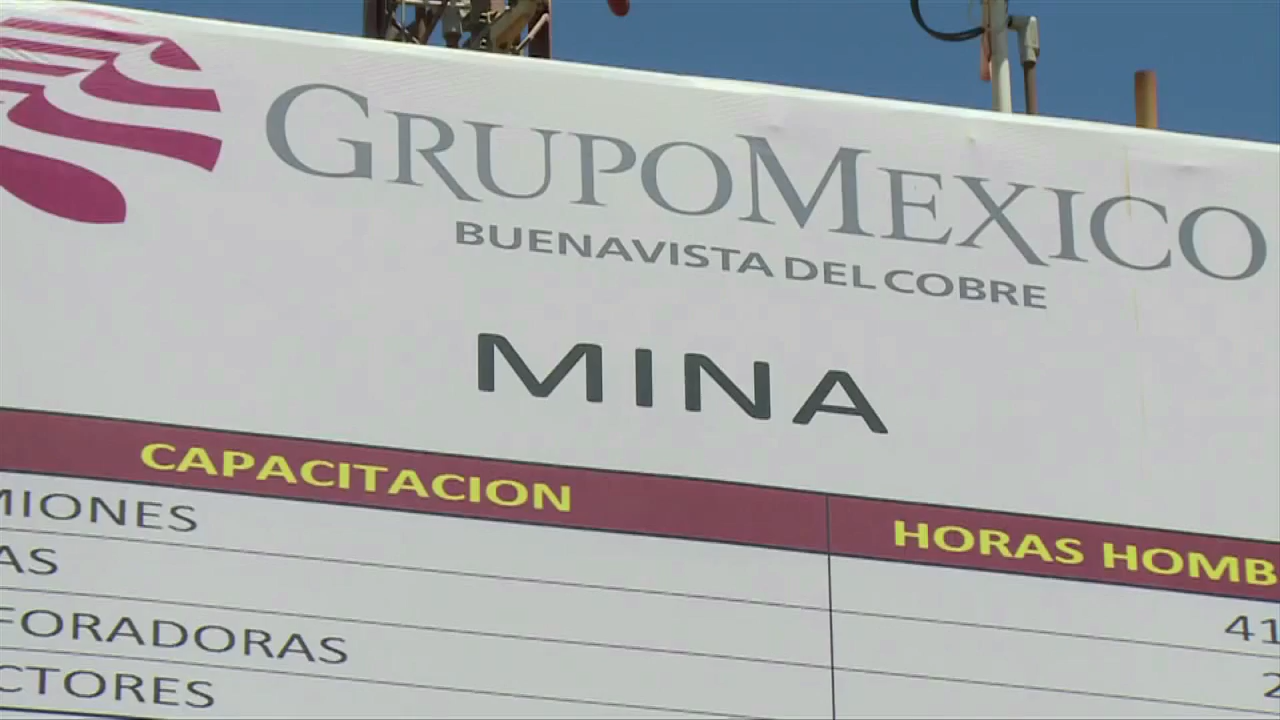 GRUPOMEXICO
BUENAVISTA DEL COBRE
MINA
CAPACITACION HORAS HOMB
MIONES 41
AS 2
FORADORAS
CTORES